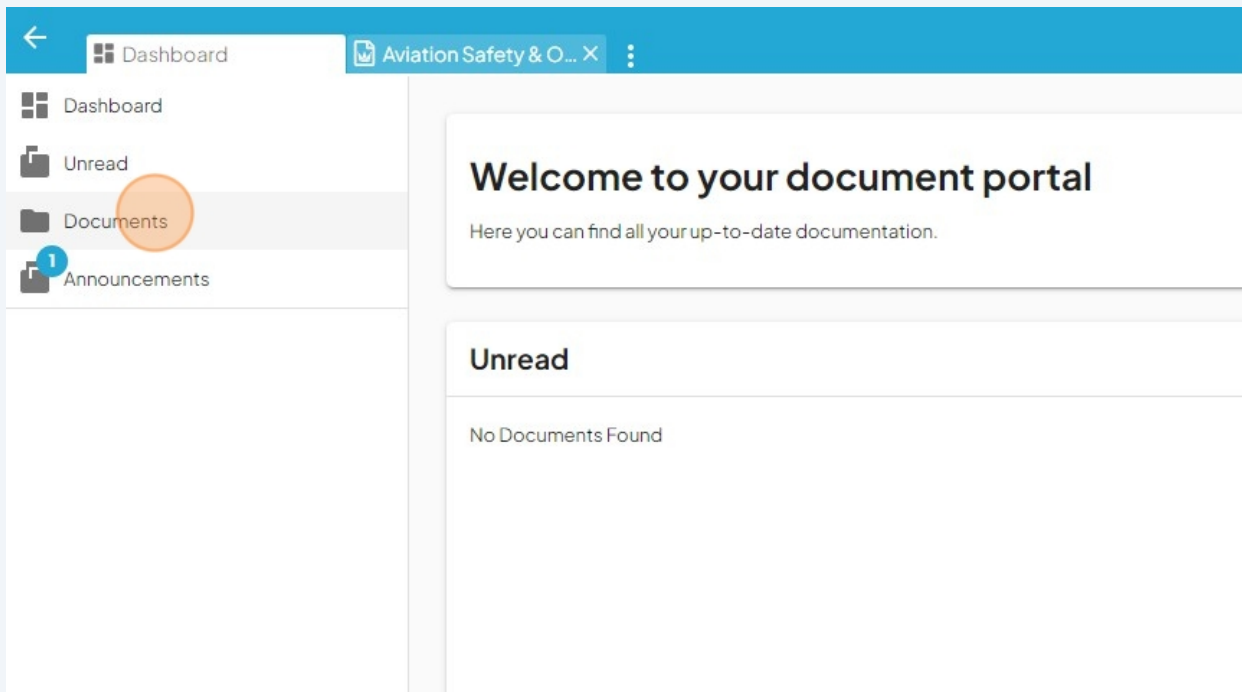 Dashboard
Aviation Safety & O...
Dashboard
Unread
Documents
1
Announcements
Welcome to your document portal
Here you can find all your up-to-date documentation.
Unread
No Documents Found